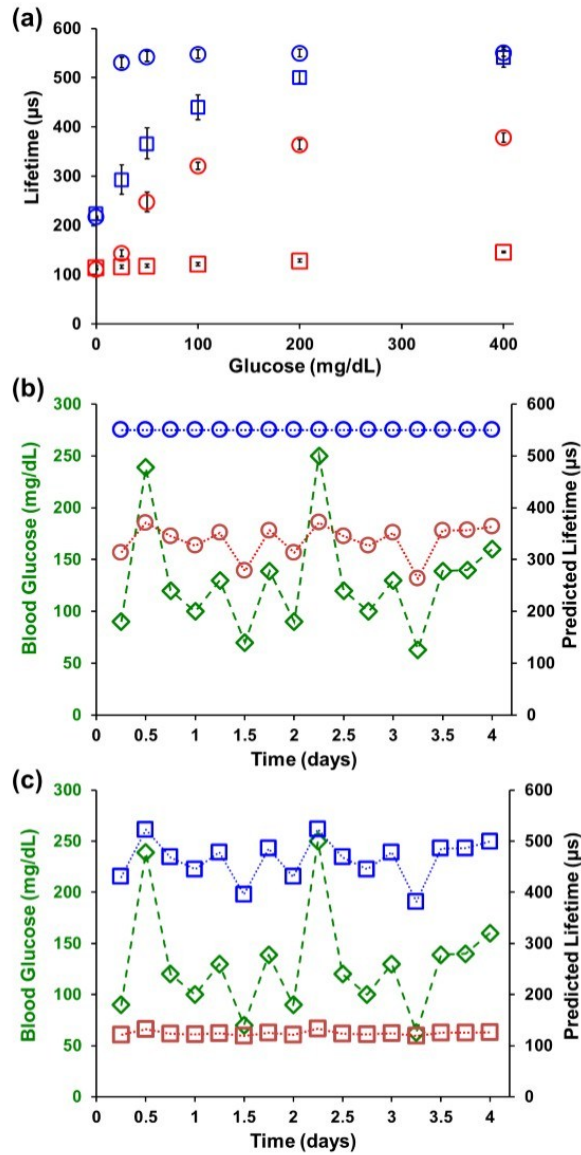 (a)
600
500
400
300
200
100
0
Lifetime (µs)
0 100 200 300 400
Glucose (mg/dL)
(b)
300
250
200
150
100
50
0
Blood Glucose (mg/dL)
600
500
400
300
200
100
0
Predicted Lifetime (µs)
0 0.5 1 1.5 2 2.5 3 3.5 4
Time (days)
(c)
300
250
200
150
100
50
0
Blood Glucose (mg/dL)
600
500
400
300
200
100
0
Predicted Lifetime (µs)
0 0.5 1 1.5 2 2.5 3 3.5 4
Time (days)